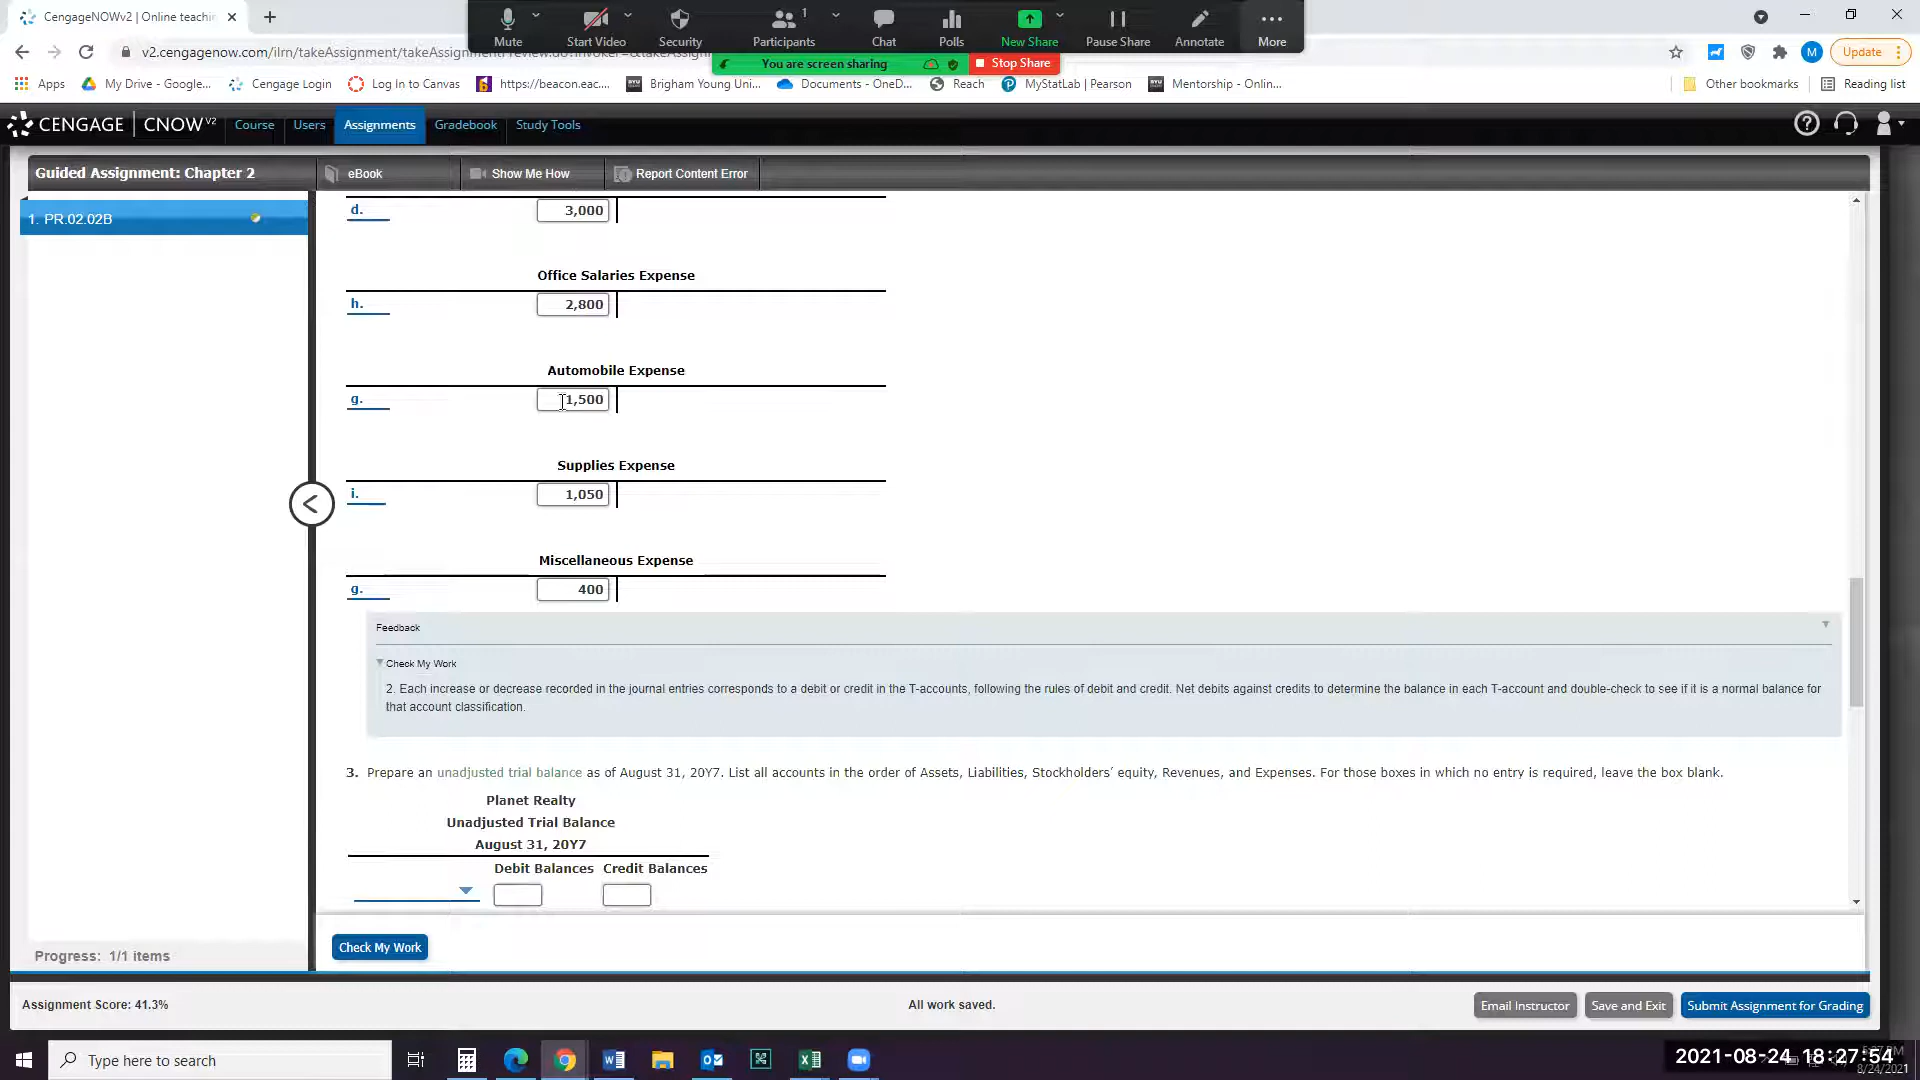 CengageNOWv2 | Online teachin
Mute
Start Video
Security
1
Participants
Chat
Polls
New Share
Pause Share
Annotate
More
v2.cengagenow.com/ilrn/takeAssignment/takeAssig
You are screen sharing
Stop Share
M
Update
Apps
My Drive - Google...
Cengage Login
Log In to Canvas
https://beacon.eac....
Brigham Young Uni...
Documents - OneD...
Reach
MyStatLab | Pearson
Mentorship - Onlin...
Other bookmarks
Reading list
CENGAGE | CNOWv2
Course
Users
Assignments
Gradebook
Study Tools
Guided Assignment: Chapter 2
eBook
Show Me How
Report Content Error
1. PR.02.02B
d. 3,000
Office Salaries Expense
h. 2,800
Automobile Expense
g. 1,500
Supplies Expense
i. 1,050
Miscellaneous Expense
g. 400
Feedback
Check My Work
2. Each increase or decrease recorded in the journal entries corresponds to a debit or credit in the T-accounts, following the rules of debit and credit. Net debits against credits to determine the balance in each T-account and double-check to see if it is a normal balance for
that account classification.
3. Prepare an unadjusted trial balance as of August 31, 20Y7. List all accounts in the order of Assets, Liabilities, Stockholders' equity, Revenues, and Expenses. For those boxes in which no entry is required, leave the box blank.
Planet Realty
Unadjusted Trial Balance
August 31, 20Y7
Debit Balances Credit Balances
Check My Work
Progress: 1/1 items
Assignment Score: 41.3%
All work saved.
Email Instructor
Save and Exit
Submit Assignment for Grading
Type here to search
2021-08-24 18:27:54
8/24/2021